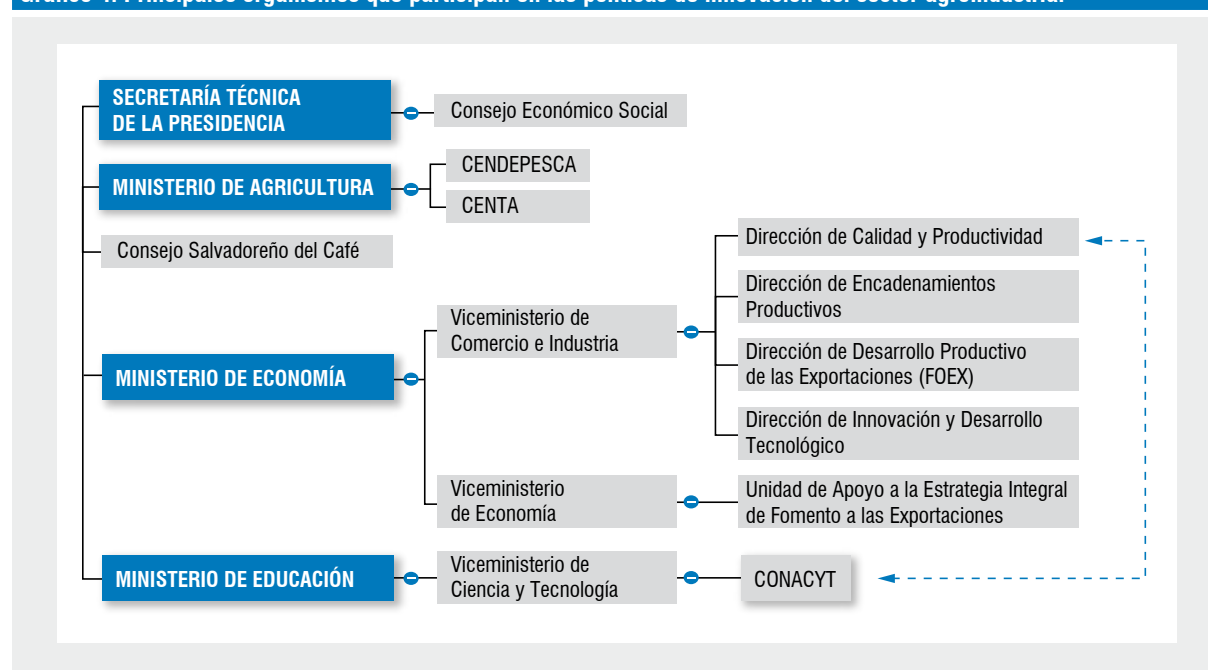 SECRETARÍA TÉCNICA
DE LA PRESIDENCIA
Consejo Económico Social
MINISTERIO DE AGRICULTURA
CENDEPESCA
CENTA
Consejo Salvadoreño del Café
MINISTERIO DE ECONOMÍA
Viceministerio de
Comercio e Industria
Dirección de Calidad y Productividad
Dirección de Encadenamientos
Productivos
Dirección de Desarrollo Productivo
de las Exportaciones (FOEX)
Dirección de Innovación y Desarrollo
Tecnológico
Viceministerio
de Economía
Unidad de Apoyo a la Estrategia Integral
de Fomento a las Exportaciones
MINISTERIO DE EDUCACIÓN
Viceministerio de
Ciencia y Tecnología
CONACYT